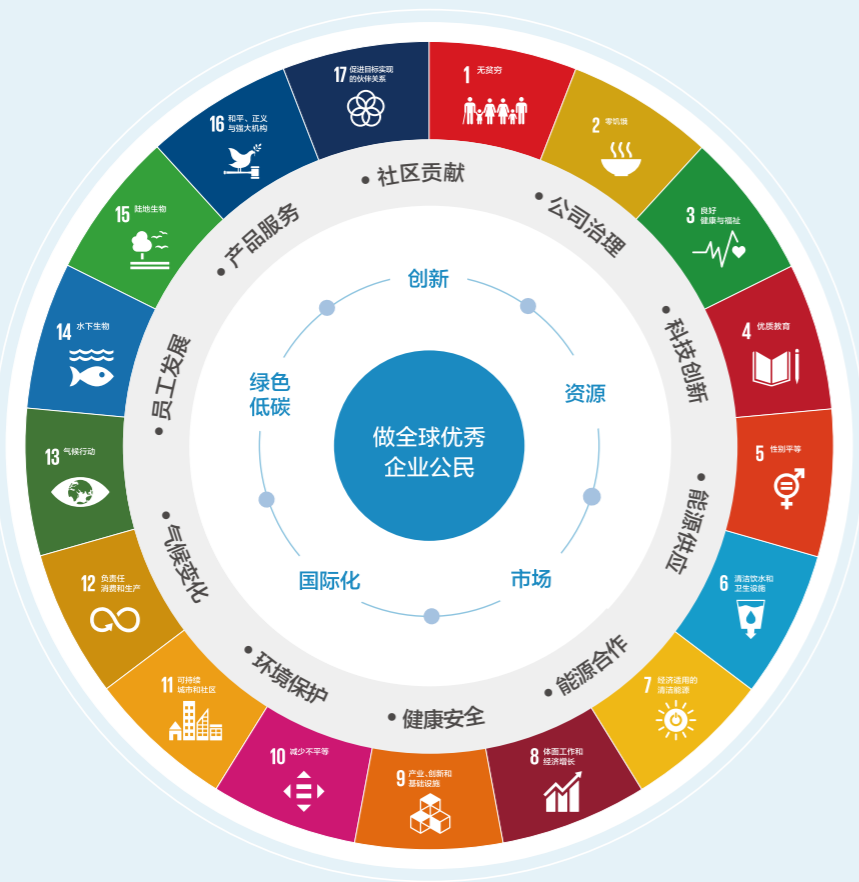 1 无贫穷
2 零饥饿
3 良好
健康与福祉
4 优质教育
5 性别平等
6 清洁饮水和
卫生设施
7 经济适用的
清洁能源
8 体面工作和
经济增长
9 产业、创新和
基础设施
10 减少不平等
11 可持续
城市和社区
12 负责任
消费和生产
13 气候行动
14 水下生物
15 陆地生物
16 和平、正义
与强大机构
17 促进目标实现
的伙伴关系
• 社区贡献
• 公司治理
• 科技创新
• 能源供应
• 能源合作
• 健康安全
• 环境保护
• 气候变化
• 员工发展
• 产品服务
创新
资源
市场
国际化
绿色
低碳
做全球优秀
企业公民